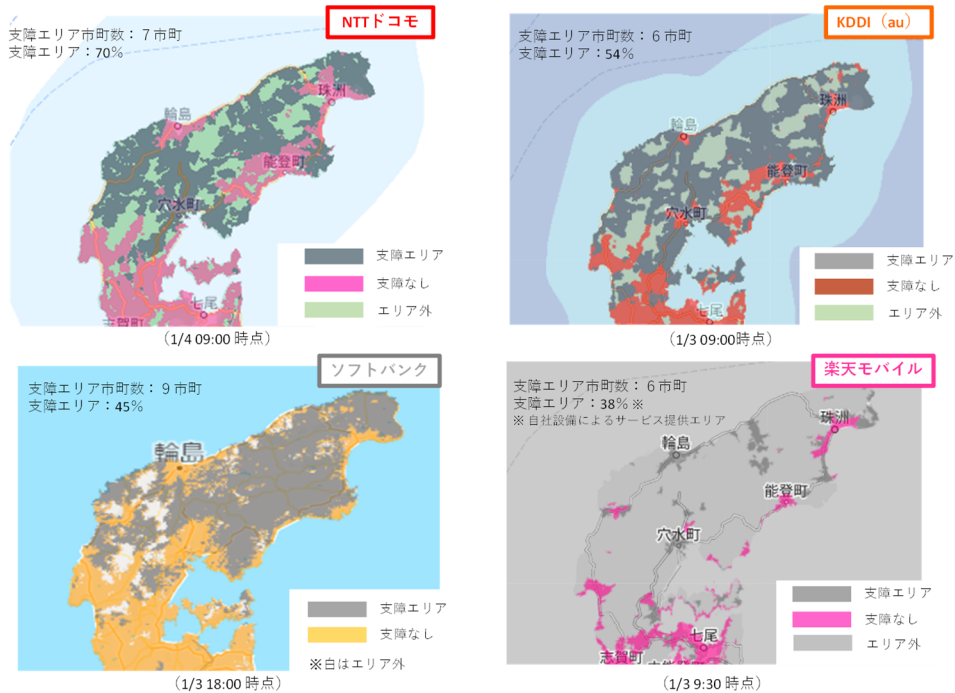 NTTドコモ
支障エリア市町数：７市町
支障エリア：70%
珠洲
輪島
能登町
穴水町
七尾
志賀町
支障エリア
支障なし
エリア外
（1/4 09:00 時点）
KDDI（au）
支障エリア市町数：６市町
支障エリア：54%
珠洲
輪島
能登町
穴水町
七尾
支障エリア
支障なし
エリア外
（1/3 09:00時点）
ソフトバンク
支障エリア市町数：９市町
支障エリア：45%
輪島
支障エリア
支障なし
※白はエリア外
（1/3 18:00 時点）
楽天モバイル
支障エリア市町数：６市町
支障エリア：38% ※
※ 自社設備によるサービス提供エリア
珠洲
輪島
能登町
穴水町
七尾
志賀町
支障エリア
支障なし
エリア外
（1/3 9:30 時点）